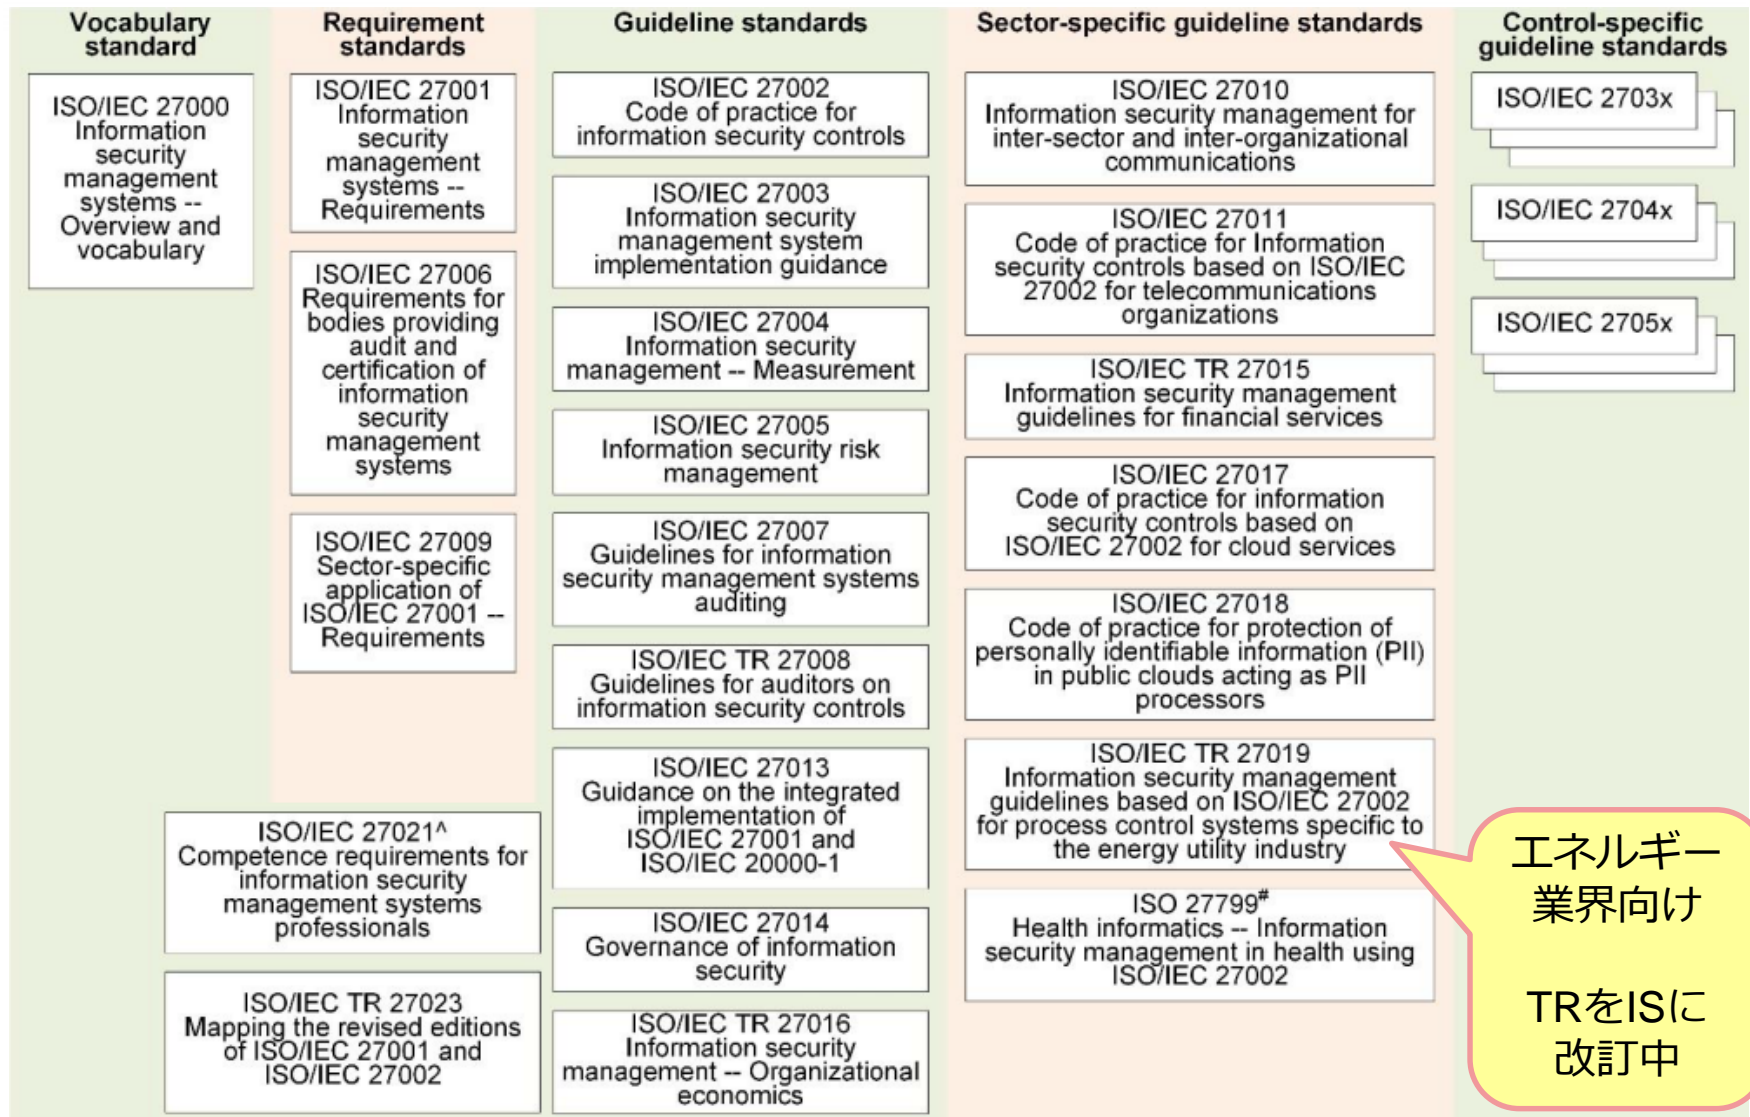 Vocabulary
standard
ISO/IEC 27000
Information
security
management
systems --
Overview and
vocabulary
Requirement
standards
ISO/IEC 27001
Information
security
management
systems --
Requirements
ISO/IEC 27006
Requirements for
bodies providing
audit and
certification of
information
security
management
systems
ISO/IEC 27009
Sector-specific
application of
ISO/IEC 27001 --
Requirements
ISO/IEC 27021^
Competence requirements for
information security
management systems
professionals
ISO/IEC TR 27023
Mapping the revised editions
of ISO/IEC 27001 and
ISO/IEC 27002
Guideline standards
ISO/IEC 27002
Code of practice for
information security controls
ISO/IEC 27003
Information security
management system
implementation guidance
ISO/IEC 27004
Information security
management -- Measurement
ISO/IEC 27005
Information security risk
management
ISO/IEC 27007
Guidelines for information
security management systems
auditing
ISO/IEC TR 27008
Guidelines for auditors on
information security controls
ISO/IEC 27013
Guidance on the integrated
implementation of
ISO/IEC 27001 and
ISO/IEC 20000-1
ISO/IEC 27014
Governance of information
security
ISO/IEC TR 27016
Information security
management -- Organizational
economics
Sector-specific guideline standards
ISO/IEC 27010
Information security management for
inter-sector and inter-organizational
communications
ISO/IEC 27011
Code of practice for Information
security controls based on ISO/IEC
27002 for telecommunications
organizations
ISO/IEC TR 27015
Information security management
guidelines for financial services
ISO/IEC 27017
Code of practice for information
security controls based on
ISO/IEC 27002 for cloud services
ISO/IEC 27018
Code of practice for protection of
personally identifiable information (PII)
in public clouds acting as PII
processors
ISO/IEC TR 27019
Information security management
guidelines based on ISO/IEC 27002
for process control systems specific to
the energy utility industry
ISO 27799#
Health informatics -- Information
security management in health using
ISO/IEC 27002
Control-specific
guideline standards
ISO/IEC 2703x
ISO/IEC 2704x
ISO/IEC 2705x
エネルギー
業界向け
TRをISに
改訂中